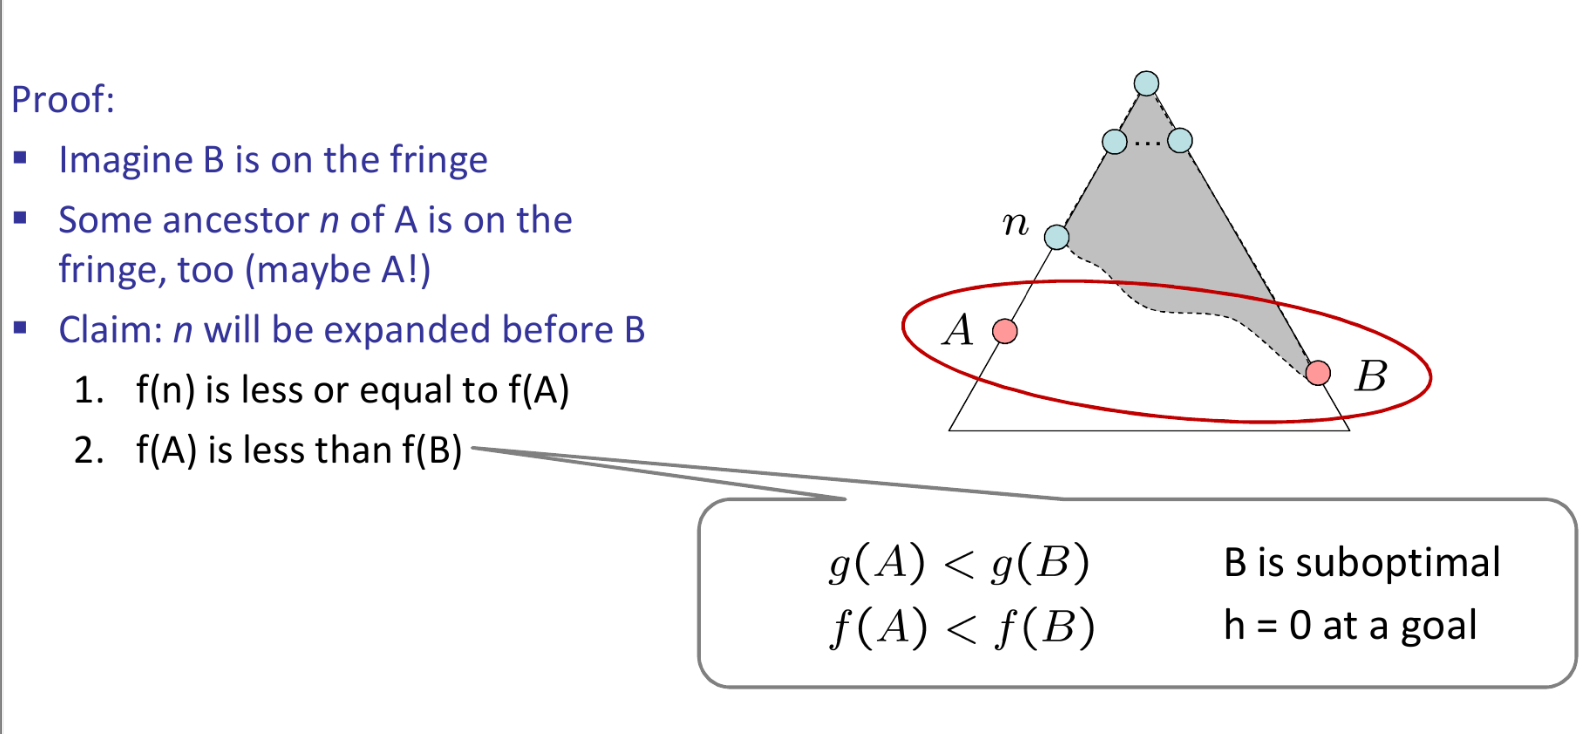 Proof:
▪ Imagine B is on the fringe
▪ Some ancestor n of A is on the
fringe, too (maybe A!)
▪ Claim: n will be expanded before B
1. f(n) is less or equal to f(A)
2. f(A) is less than f(B)
...
n
A
B
g(A) < g(B) B is suboptimal
f(A) < f(B) h = 0 at a goal